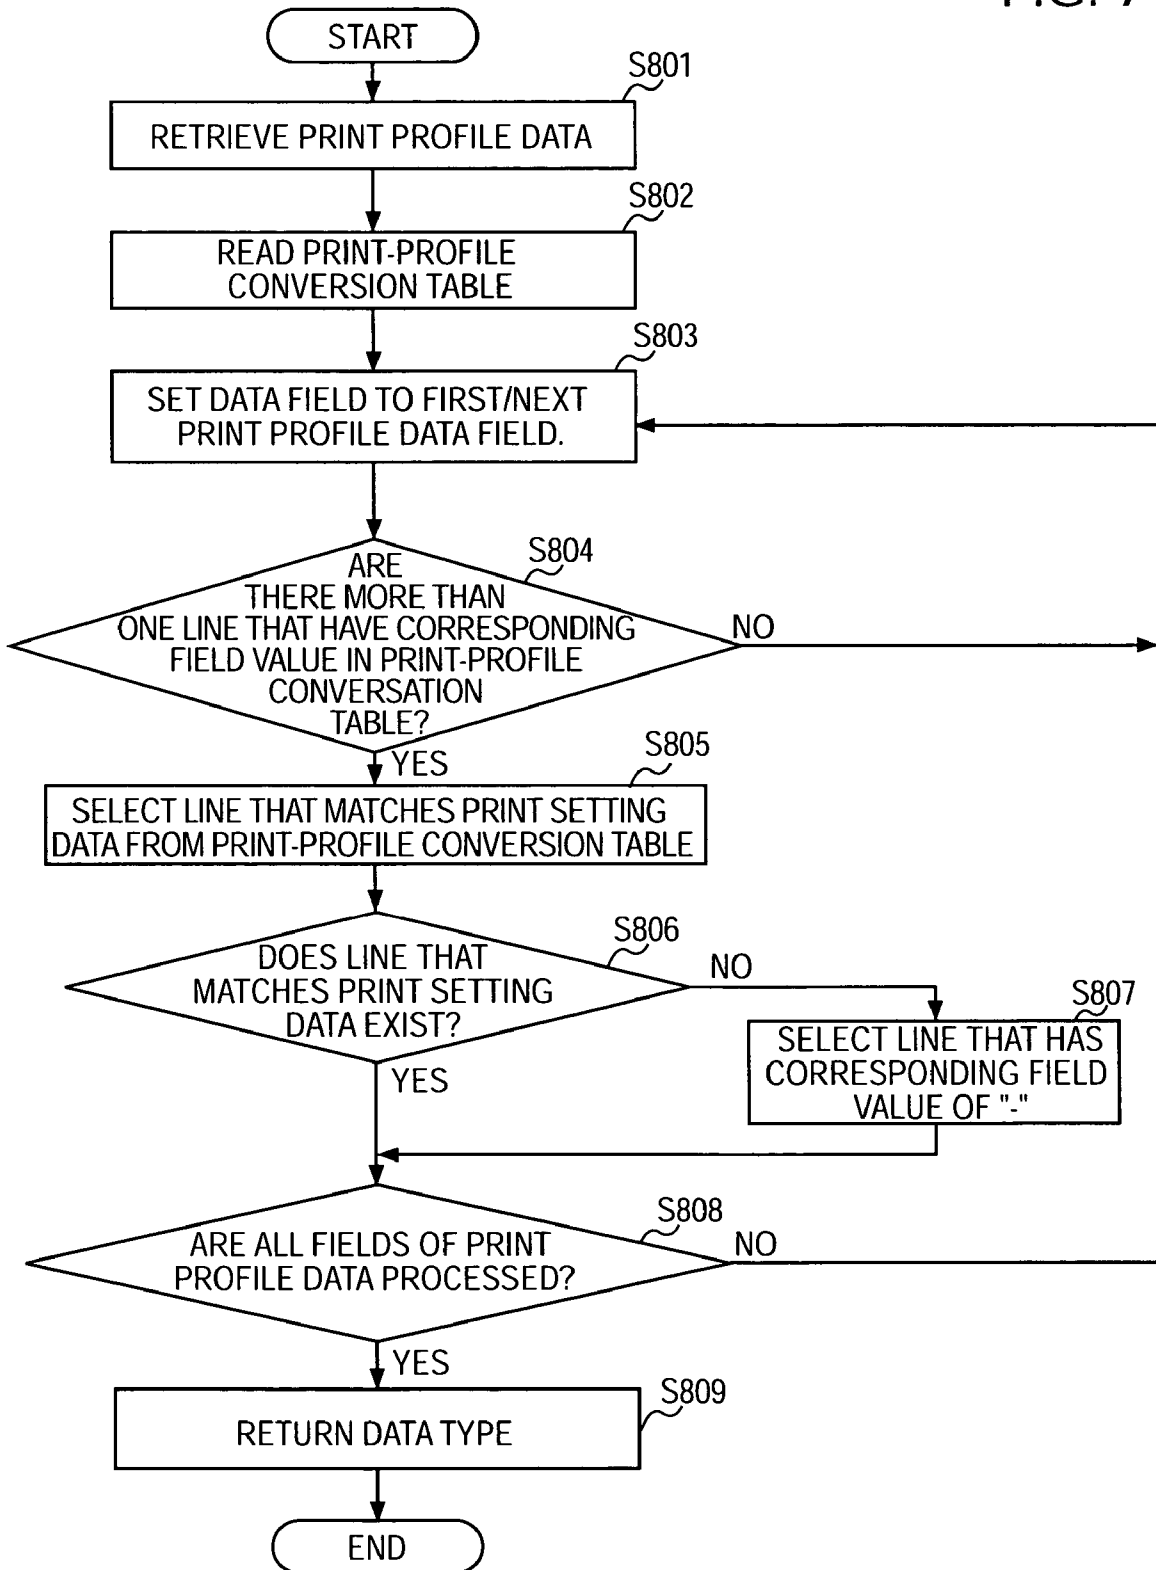 FIG. 7
START
S801
RETRIEVE PRINT PROFILE DATA
S802
READ PRINT-PROFILE
CONVERSION TABLE
S803
SET DATA FIELD TO FIRST/NEXT
PRINT PROFILE DATA FIELD.
S804
ARE
THERE MORE THAN
ONE LINE THAT HAVE CORRESPONDING
FIELD VALUE IN PRINT-PROFILE
CONVERSATION
TABLE?
NO
YES
S805
SELECT LINE THAT MATCHES PRINT SETTING
DATA FROM PRINT-PROFILE CONVERSION TABLE
S806
DOES LINE THAT
MATCHES PRINT SETTING
DATA EXIST?
NO
YES
S807
SELECT LINE THAT HAS
CORRESPONDING FIELD
VALUE OF "-"
S808
ARE ALL FIELDS OF PRINT
PROFILE DATA PROCESSED?
NO
YES
S809
RETURN DATA TYPE
END